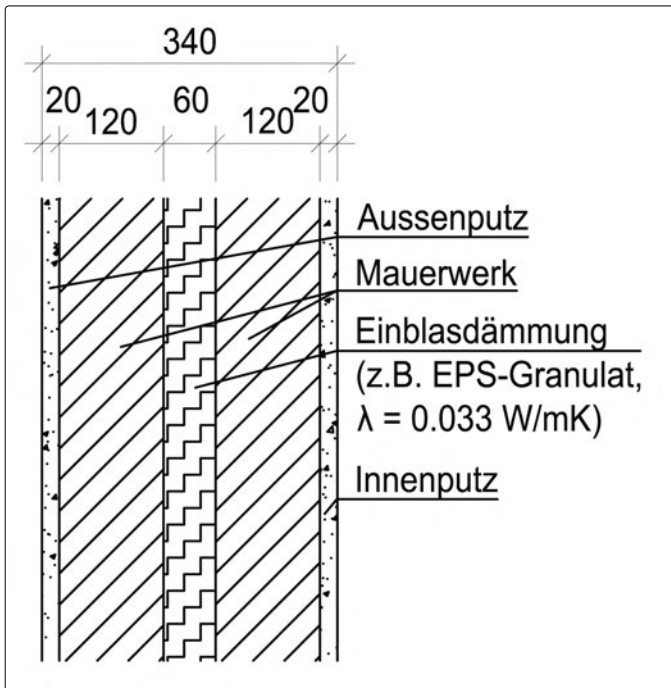 340
20 120 60 120 20
Aussenputz
Mauerwerk
Einblasdämmung
(z.B. EPS-Granulat,
λ = 0.033 W/mK)
Innenputz